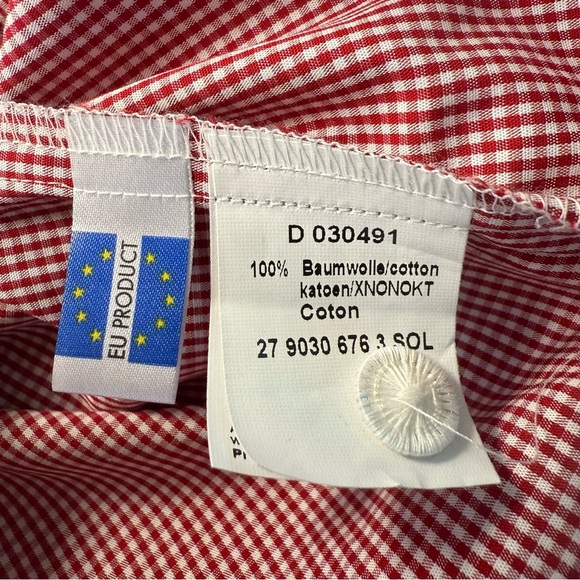 EU PRODUCT
D 030491
100% Baumwolle/cotton
katoen/XNONOKT
Coton
27 9030 676 3 SOL